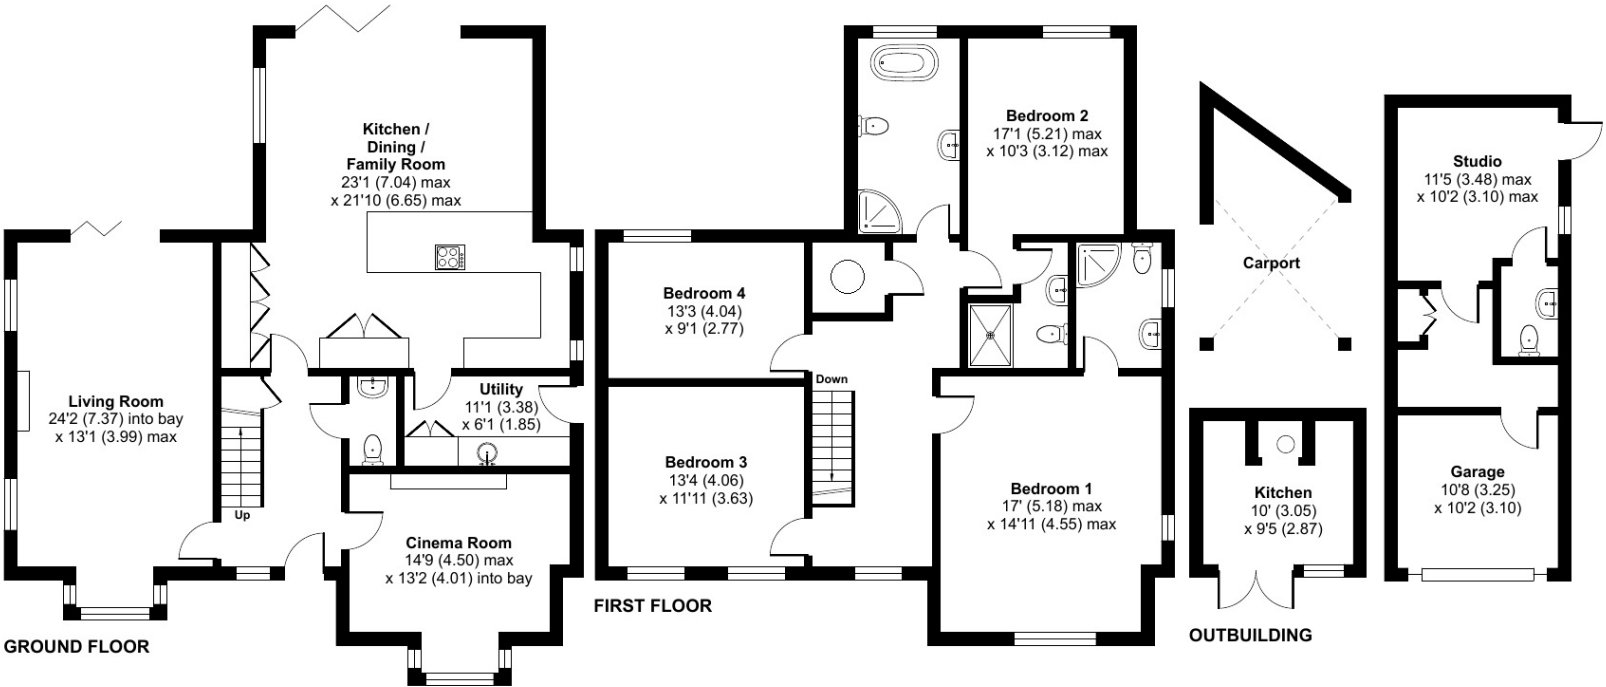 Kitchen /
Dining /
Family Room
23'1 (7.04) max
x 21'10 (6.65) max
Living Room
24'2 (7.37) into bay
x 13'1 (3.99) max
Utility
11'1 (3.38)
x 6'1 (1.85)
Up
Cinema Room
14'9 (4.50) max
x 13'2 (4.01) into bay
GROUND FLOOR
Bedroom 2
17'1 (5.21) max
x 10'3 (3.12) max
Bedroom 4
13'3 (4.04)
x 9'1 (2.77)
Down
Bedroom 3
13'4 (4.06)
x 11'11 (3.63)
Bedroom 1
17' (5.18) max
x 14'11 (4.55) max
FIRST FLOOR
Carport
Kitchen
10' (3.05)
x 9'5 (2.87)
OUTBUILDING
Studio
11'5 (3.48) max
x 10'2 (3.10) max
Garage
10'8 (3.25)
x 10'2 (3.10)